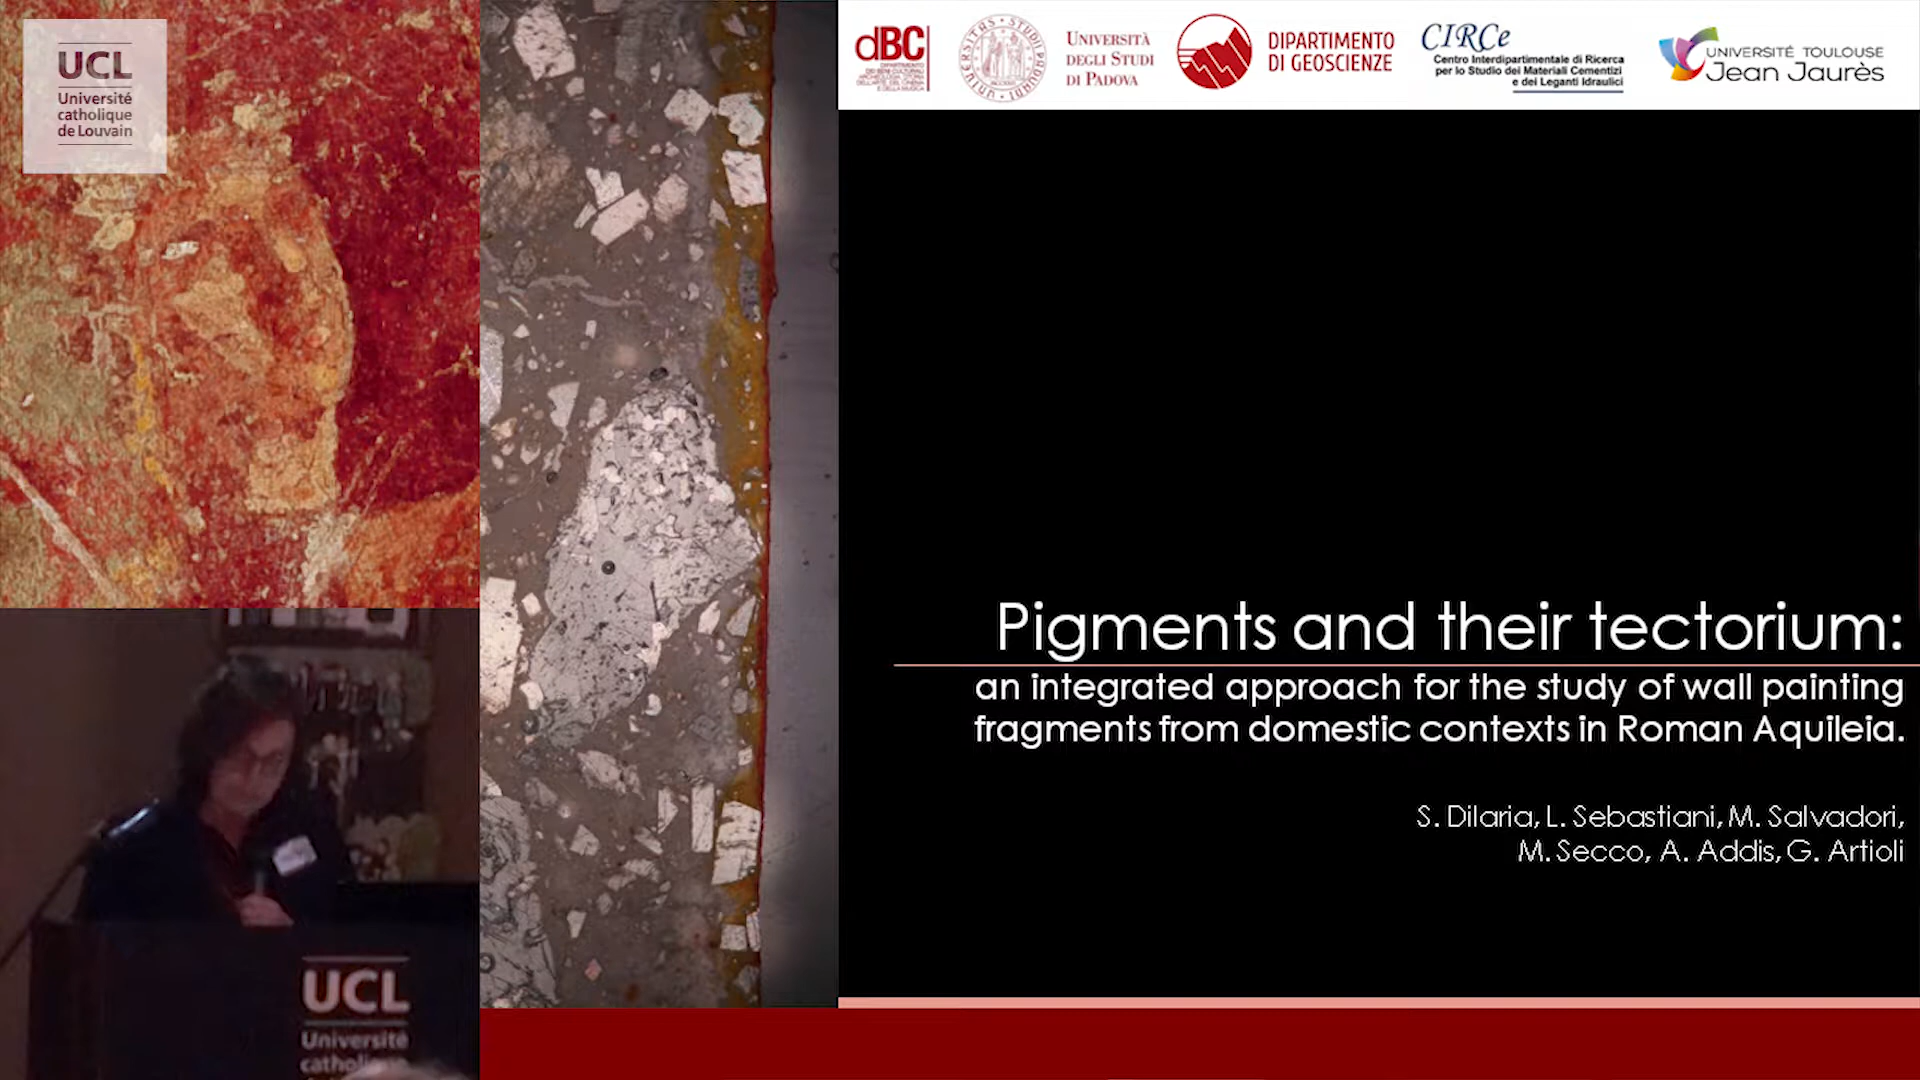 UCL
Université
catholique
de Louvain
dBC
UNIVERSITÀ
DEGLI STUDI
DI PADOVA
DIPARTIMENTO
DI GEOSCIENZE
CIRCe
Centro Interdipartimentale di Ricerca
per lo Studio dei Materiali Cementizi
e dei Leganti Idraulici
UNIVERSITÉ TOULOUSE
Jean Jaurès
Pigments and their tectorium:
an integrated approach for the study of wall painting
fragments from domestic contexts in Roman Aquileia.
S. Dilaria, L. Sebastiani, M. Salvadori,
M. Secco, A. Addis, G. Artioli
UCL
Université